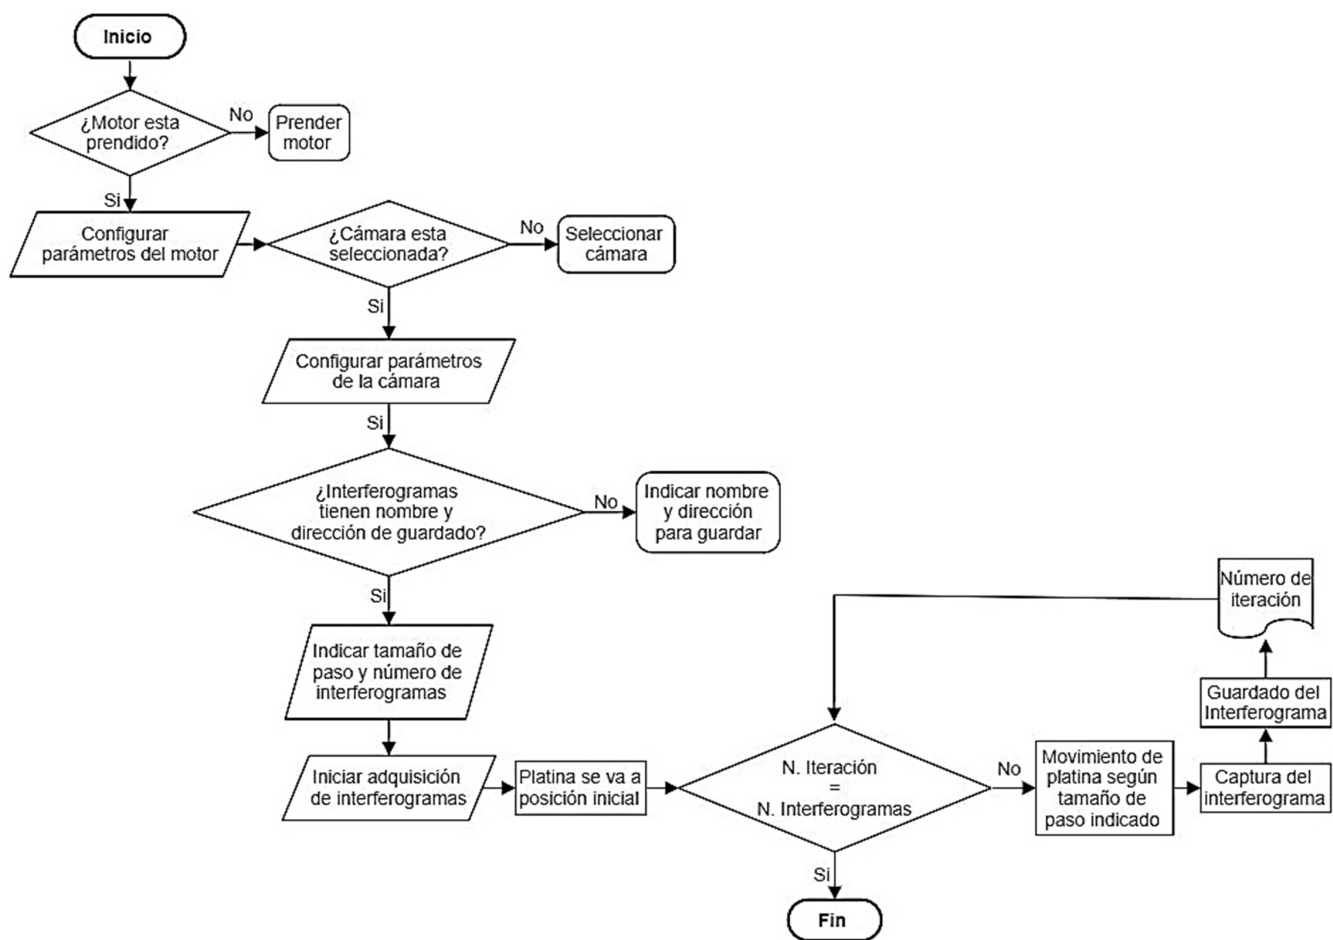 Inicio
¿Motor esta
prendido?
No
Prender
motor
Si
Configurar
parámetros del motor
¿Cámara esta
seleccionada?
No
Seleccionar
cámara
Si
Configurar parámetros
de la cámara
Si
¿Interferogramas
tienen nombre y
dirección de guardado?
No
Indicar nombre
y dirección
para guardar
Si
Indicar tamaño de
paso y número de
interferogramas
Iniciar adquisición
de interferogramas
Platina se va a
posición inicial
N. Iteración
=
N. Interferogramas
No
Movimiento de
platina según
tamaño de
paso indicado
Captura del
interferograma
Guardado del
Interferograma
Número de
iteración
Si
Fin